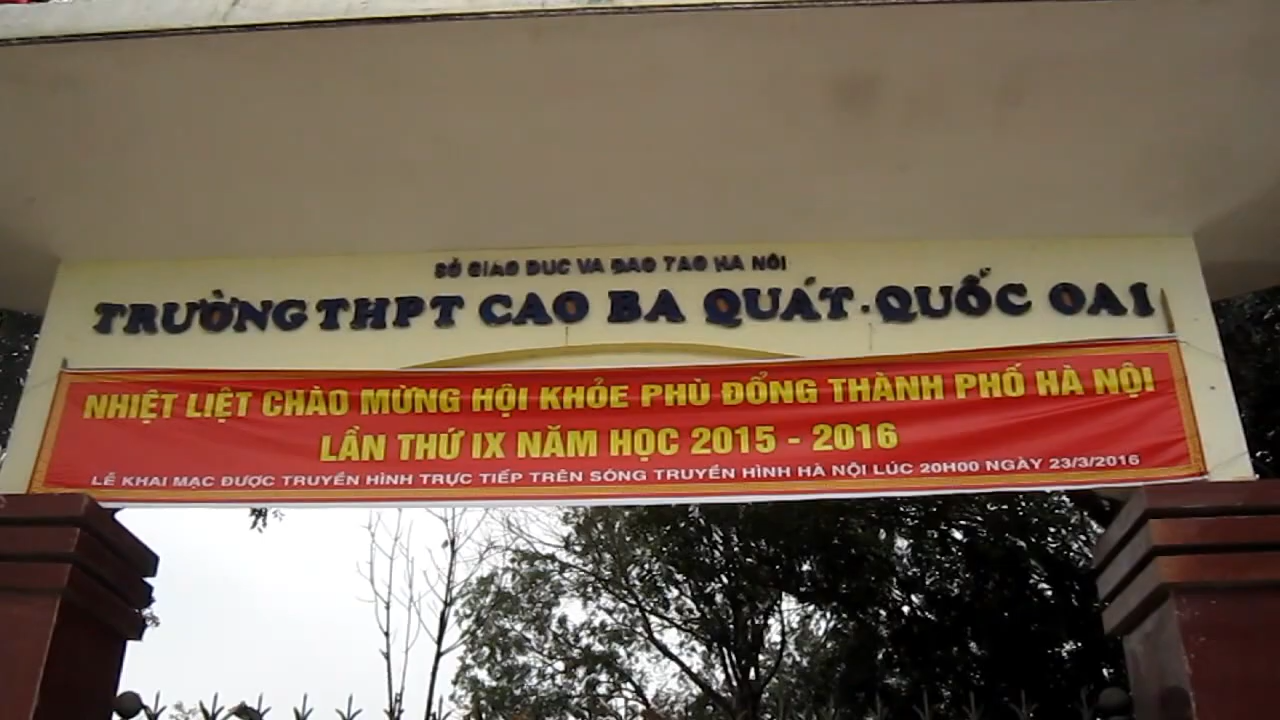 SỞ GIÁO DỤC VÀ ĐÀO TẠO HÀ NỘI
TRƯỜNG THPT CAO BA QUÁT - QUỐC OAI
NHIỆT LIỆT CHÀO MỪNG HỘI KHỎE PHÙ ĐỔNG THÀNH PHỐ HÀ NỘI
LẦN THỨ IX NĂM HỌC 2015 - 2016
LỄ KHAI MẠC ĐƯỢC TRUYỀN HÌNH TRỰC TIẾP TRÊN SÓNG TRUYỀN HÌNH HÀ NỘI LÚC 20H00 NGÀY 23/3/2016